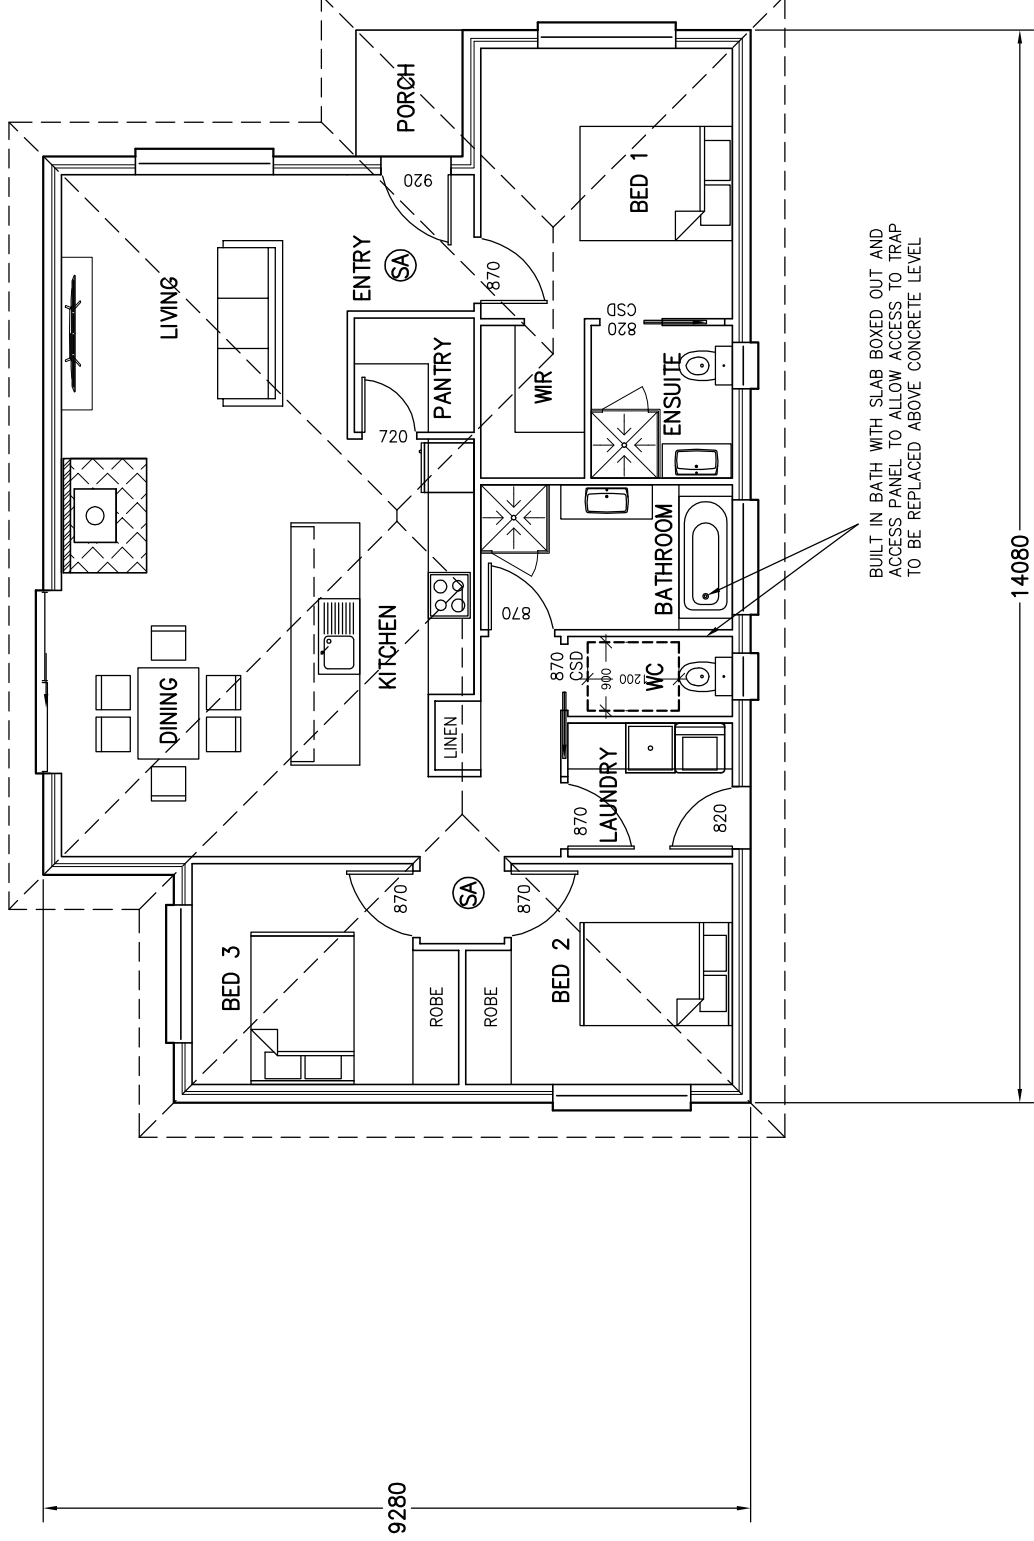 DINING
LIVING
KITCHEN
PANTRY
720
ENTRY
SA
920
PORCH
LINEN
BED 3
870
ROBE
ROBE
SA
870
BED 2
870
LAUNDRY
820
870
CSD
900
1200
WC
870
BATHROOM
WIR
ENSUITE
820
CSD
870
BED 1
BUILT IN BATH WITH SLAB BOXED OUT AND
ACCESS PANEL TO ALLOW ACCESS TO TRAP
TO BE REPLACED ABOVE CONCRETE LEVEL
9280
14080